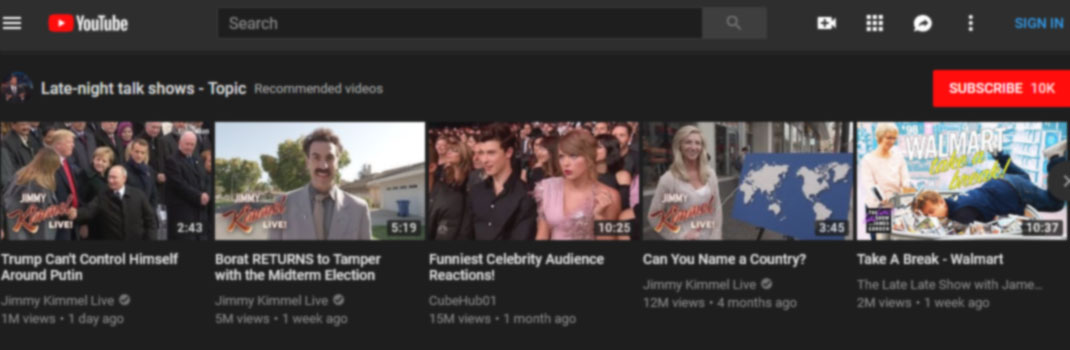 YouTube
Search
SIGN IN
Late-night talk shows - Topic Recommended videos
SUBSCRIBE 10K
JIMMY
Kimmel
LIVE!
2:43
JIMMY
Kimmel
LIVE!
5:19
10:25
JIMMY
Kimmel
LIVE!
3:45
WALMART
take a
break!
THE
LATE LATE
SHOW
JAMES
CORDEN
10:37
Trump Can't Control Himself
Around Putin
Jimmy Kimmel Live
1M views • 1 day ago
Borat RETURNS to Tamper
with the Midterm Election
Jimmy Kimmel Live
5M views • 1 week ago
Funniest Celebrity Audience
Reactions!
CubeHub01
15M views • 1 month ago
Can You Name a Country?
Jimmy Kimmel Live
12M views • 4 months ago
Take A Break - Walmart
The Late Late Show with Jame...
2M views • 1 week ago